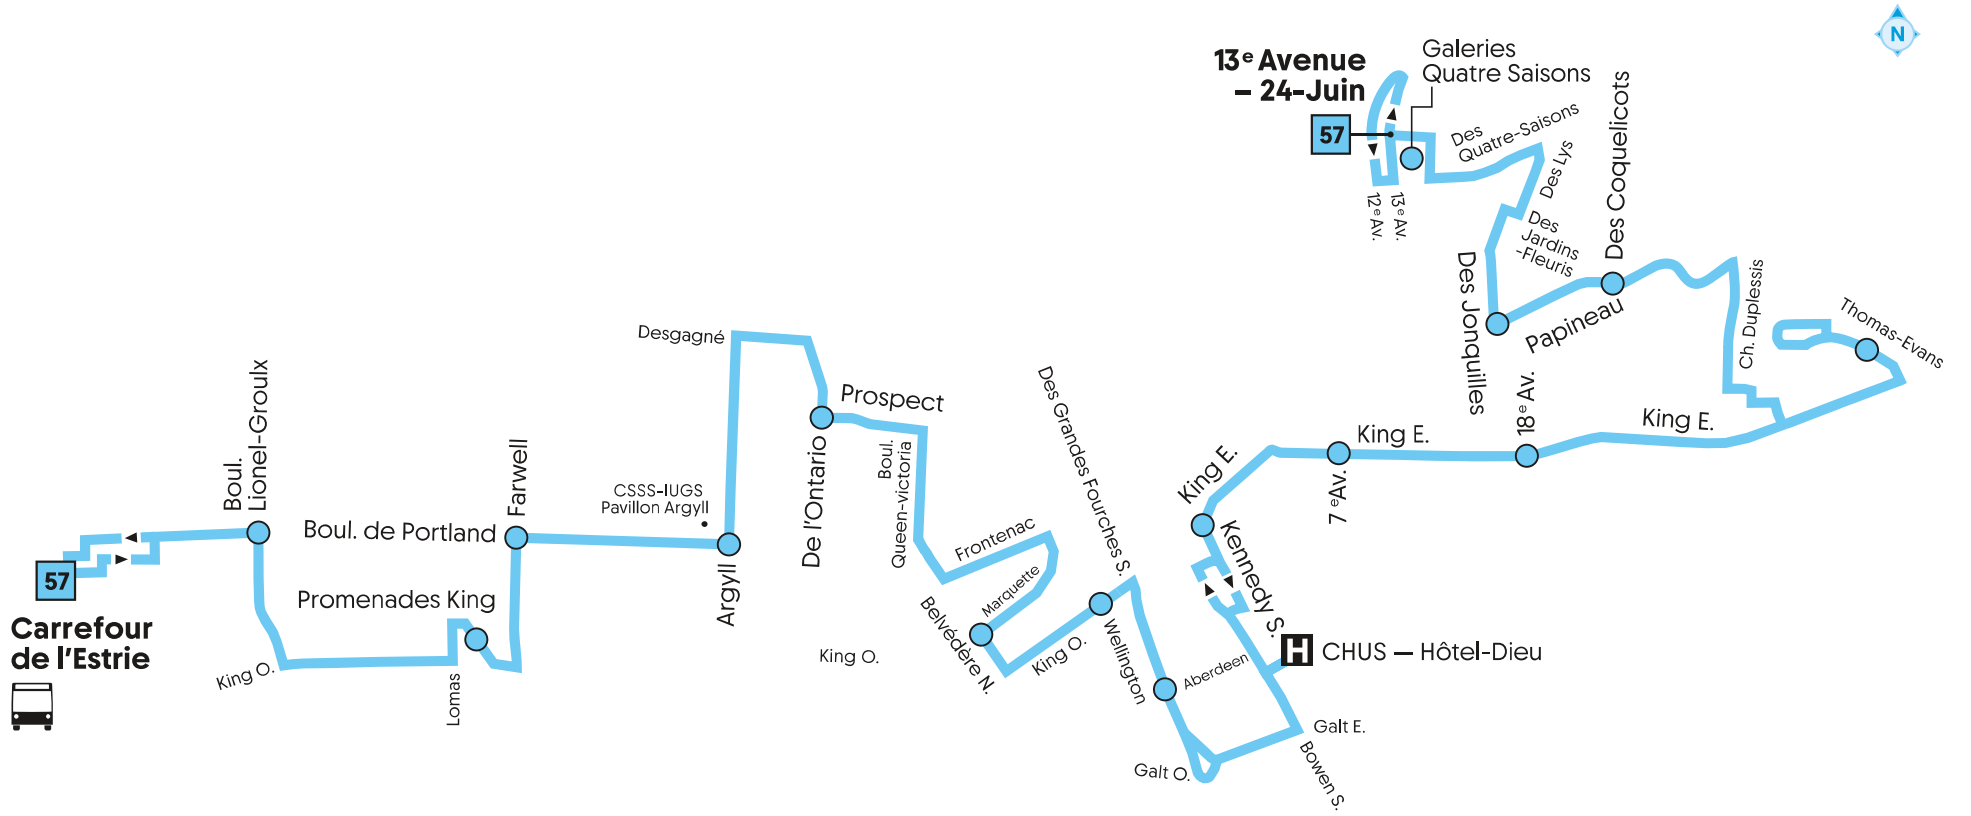 N
13e Avenue
– 24-Juin
57
Galeries
Quatre Saisons
Des
Quatre-Saisons
Des Lys
Des Coquelicots
12e Av.
13e Av.
Des
Jardins
-Fleuris
Des Jonquilles
Papineau
Ch. Duplessis
Thomas-Evans
King E.
18e Av.
King E.
7e Av.
King E.
Kennedy S.
H
CHUS – Hôtel-Dieu
Aberdeen
Galt E.
Bowen S.
Galt O.
Wellington
Des Grandes Fourches S.
King O.
Belvédère N.
Marquette
Frontenac
Boul.
Queen-victoria
Prospect
De l'Ontario
King O.
Desgagné
CSSS-IUGS
Pavillon Argyll
Argyll
Farwell
Boul. de Portland
Promenades King
Lomas
King O.
Boul.
Lionel-Groulx
57
Carrefour
de l'Estrie